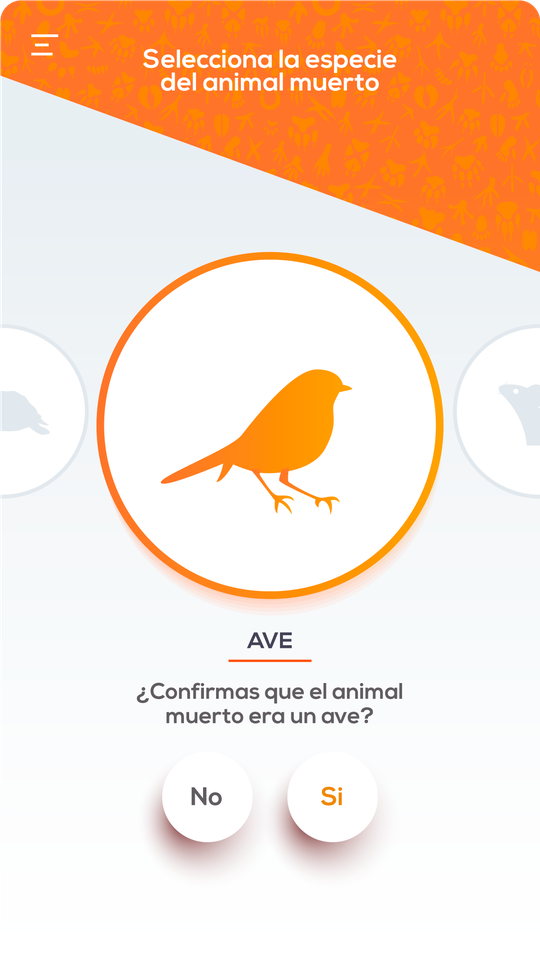 Selecciona la especie
del animal muerto
AVE
¿Confirmas que el animal
muerto era un ave?
No
Si